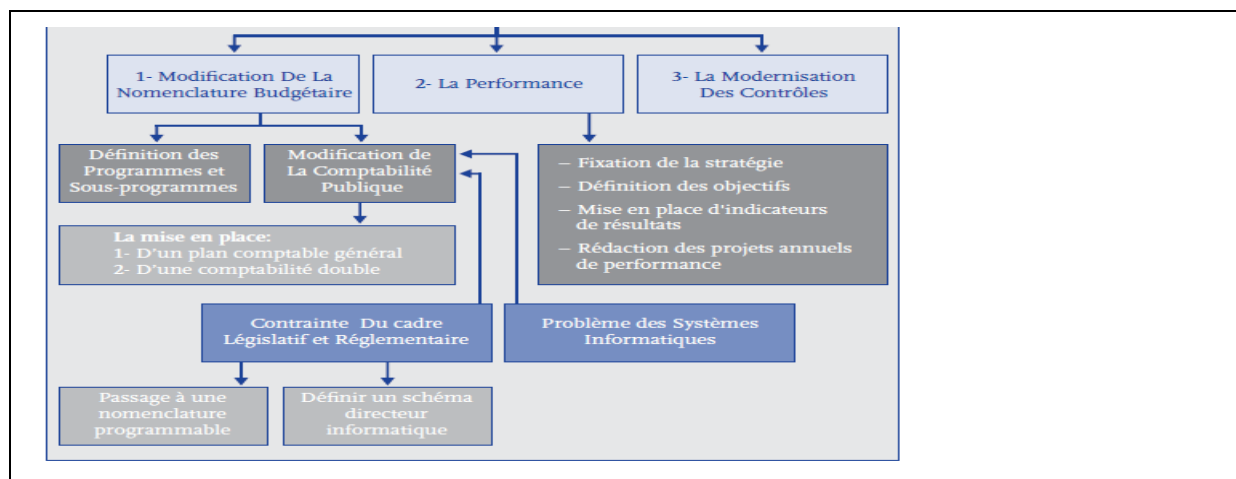 1- Modification De La
Nomenclature Budgétaire
2- La Performance
3- La Modernisation
Des Contrôles
Définition des
Programmes et
Sous-programmes
Modification de
La Comptabilité
Publique
– Fixation de la stratégie
– Définition des objectifs
– Mise en place d'indicateurs
de résultats
– Rédaction des projets annuels
de performance
La mise en place:
1- D'un plan comptable général
2- D'une comptabilité double
Contrainte Du cadre
Législatif et Réglementaire
Problème des Systèmes
Informatiques
Passage à une
nomenclature
programmable
Définir un schéma
directeur
informatique